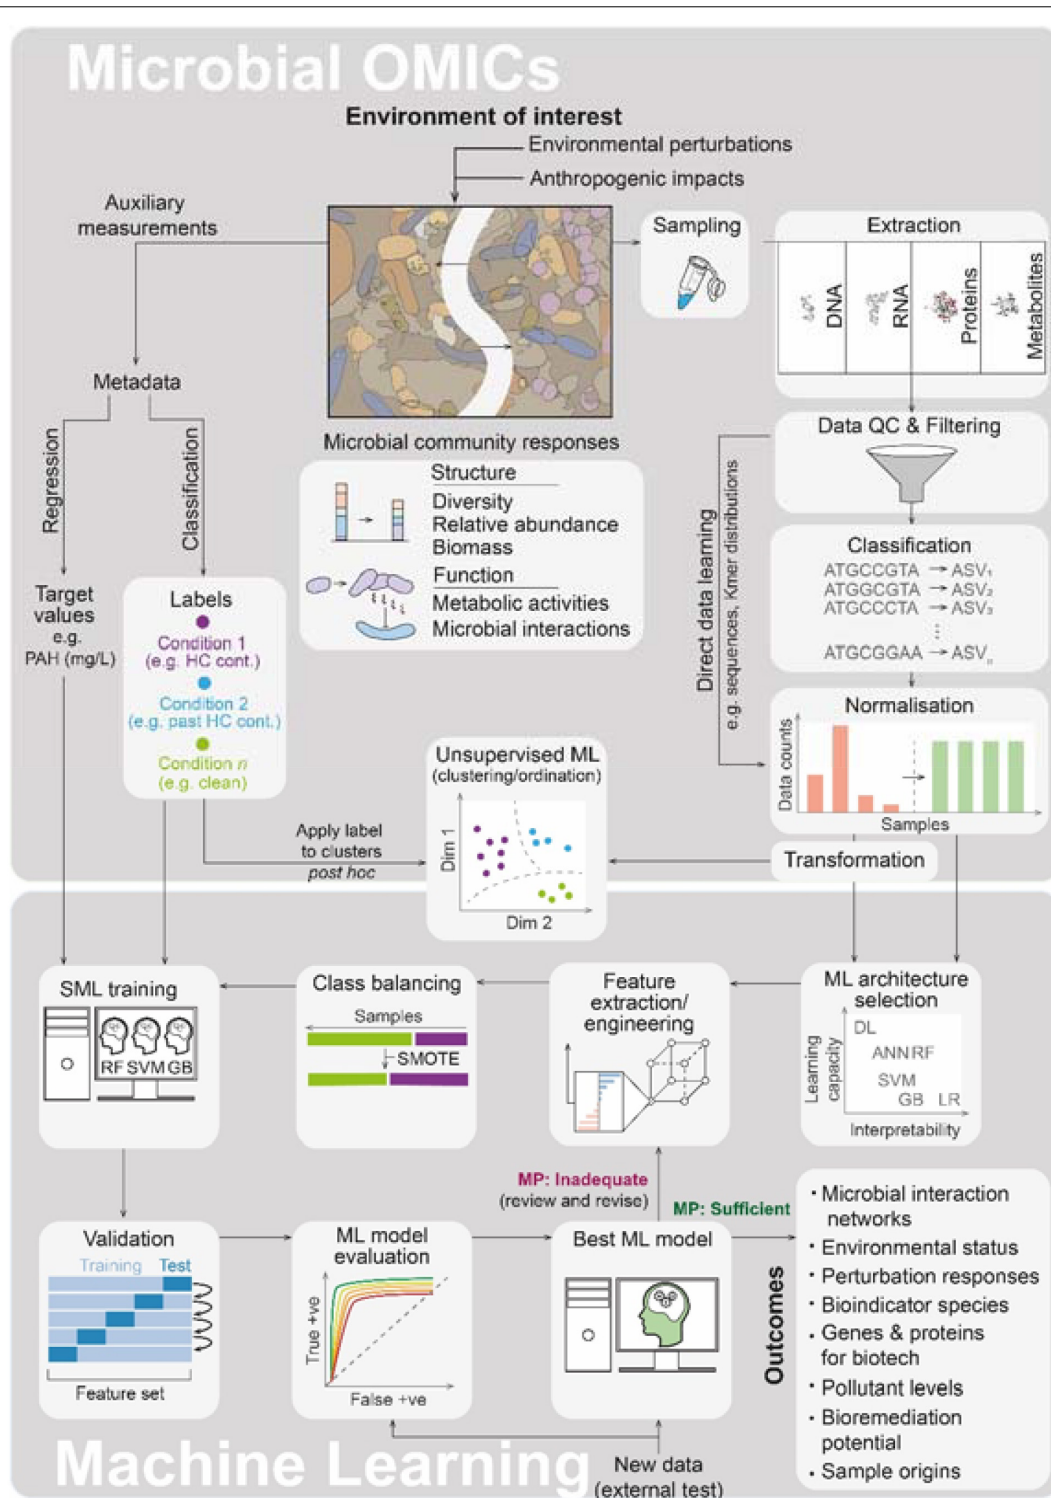 Microbial OMICs
Environment of interest
Environmental perturbations
Anthropogenic impacts
Auxiliary
measurements
Sampling
Extraction
DNA
RNA
Proteins
Metabolites
Metadata
Regression
Classification
Microbial community responses
Structure
Diversity
Relative abundance
Biomass
Function
Metabolic activities
Microbial interactions
Data QC & Filtering
Direct data learning
e.g. sequences, Kmer distributions
Classification
ATGCCGTA → ASV₁
ATGGCGTA → ASV₂
ATGCCCTA → ASV₃
⋮
ATGCGGAA → ASVₙ
Target
values
e.g.
PAH (mg/L)
Labels
Condition 1
(e.g. HC cont.)
Condition 2
(e.g. past HC cont.)
Condition n
(e.g. clean)
Normalisation
Data counts
Samples
Unsupervised ML
(clustering/ordination)
Dim 1
Dim 2
Apply label
to clusters
post hoc
Transformation
SML training
RF SVM GB
Class balancing
Samples
SMOTE
Feature
extraction/
engineering
ML architecture
selection
Learning
capacity
DL
ANN RF
SVM
GB LR
Interpretability
MP: Inadequate
(review and revise)
MP: Sufficient
Validation
Training Test
Feature set
ML model
evaluation
True +ve
False +ve
Best ML model
Outcomes
· Microbial interaction
networks
· Environmental status
· Perturbation responses
· Bioindicator species
· Genes & proteins
for biotech
· Pollutant levels
· Bioremediation
potential
· Sample origins
New data
(external test)
Machine Learning